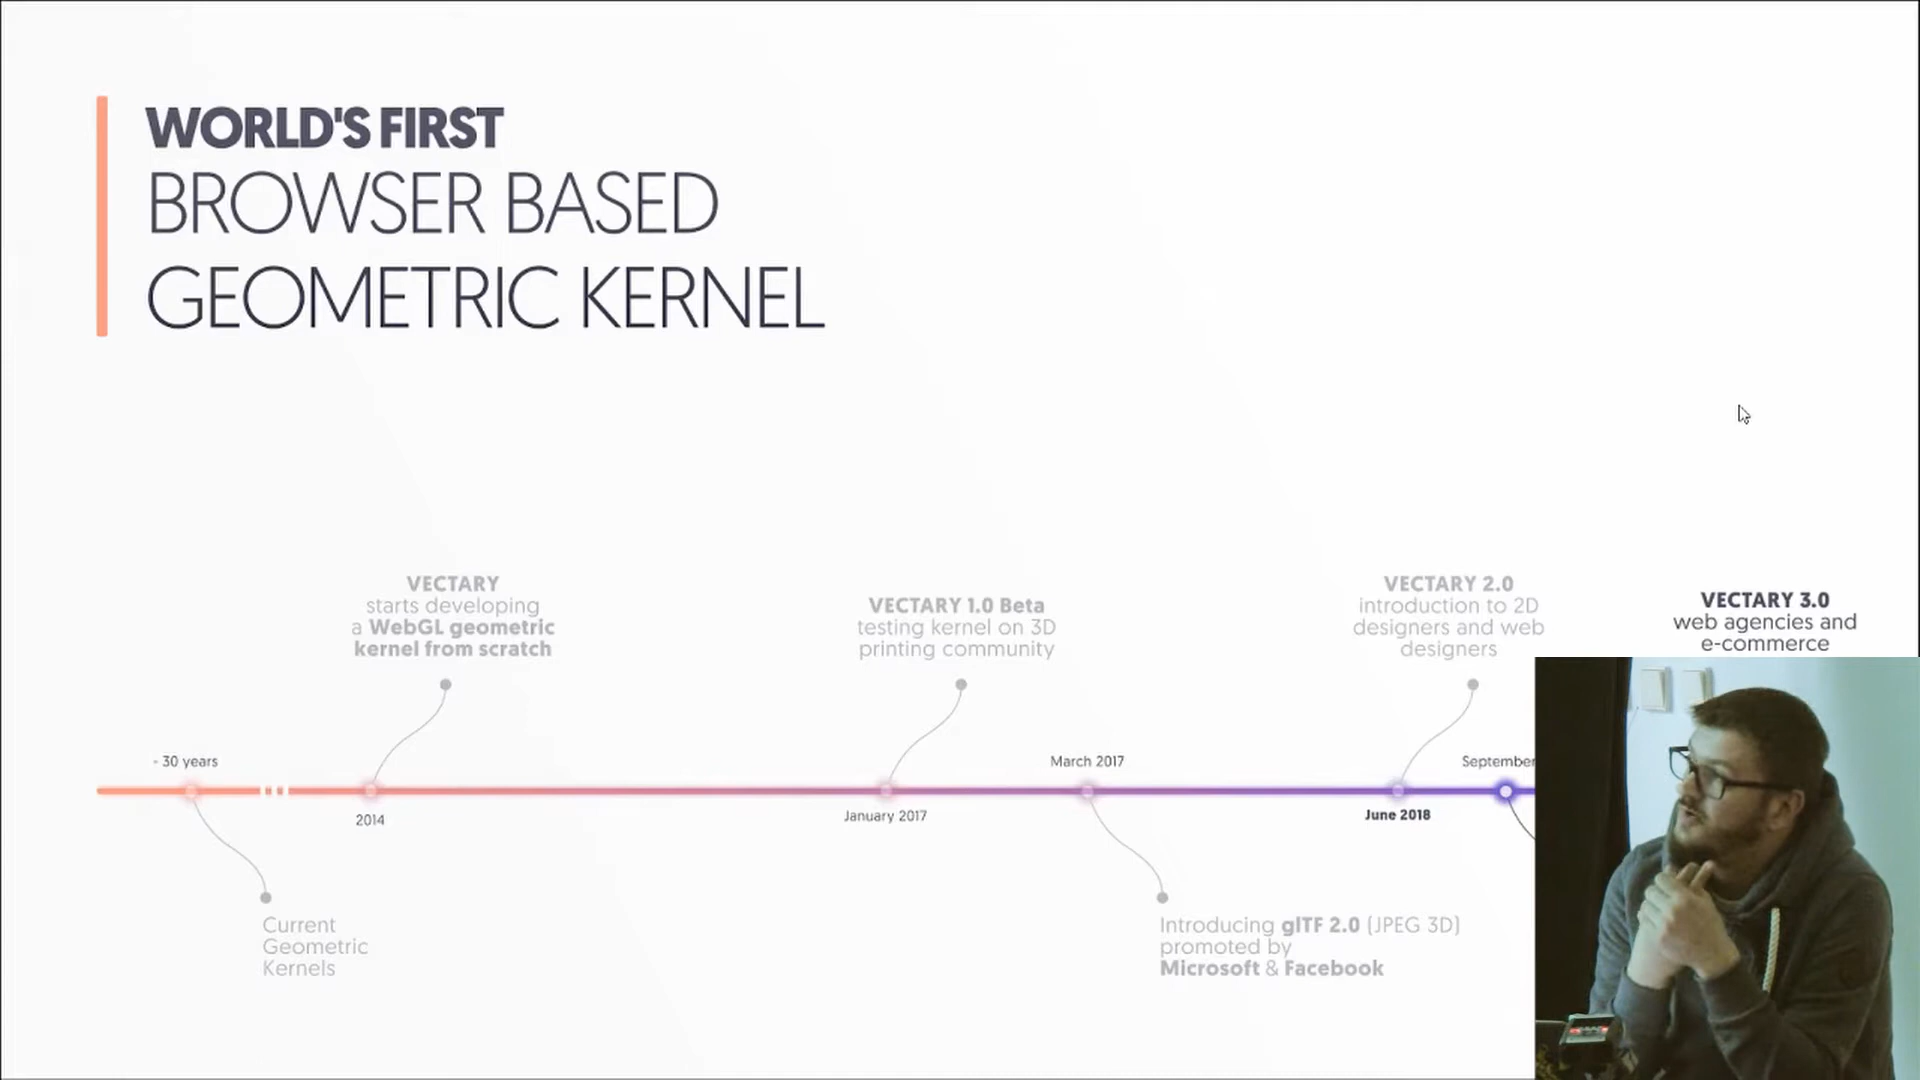 WORLD'S FIRST
BROWSER BASED
GEOMETRIC KERNEL
VECTARY
starts developing
a WebGL geometric
kernel from scratch
VECTARY 1.0 Beta
testing kernel on 3D
printing community
VECTARY 2.0
introduction to 2D
designers and web
designers
VECTARY 3.0
web agencies and
e-commerce
- 30 years
2014
January 2017
March 2017
June 2018
September
Current
Geometric
Kernels
Introducing glTF 2.0 (JPEG 3D)
promoted by
Microsoft & Facebook